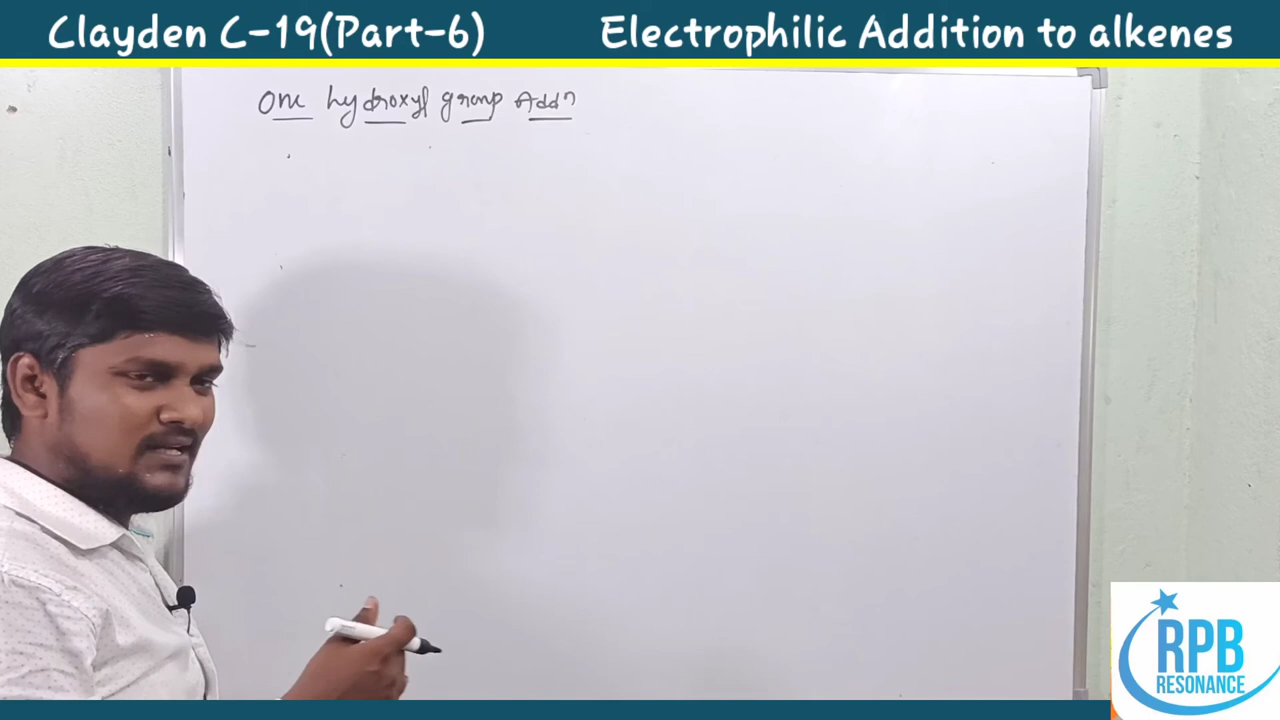 Clayden C-19(Part-6) Electrophilic Addition to alkenes
One hydroxyl group Addn
RPB
RESONANCE